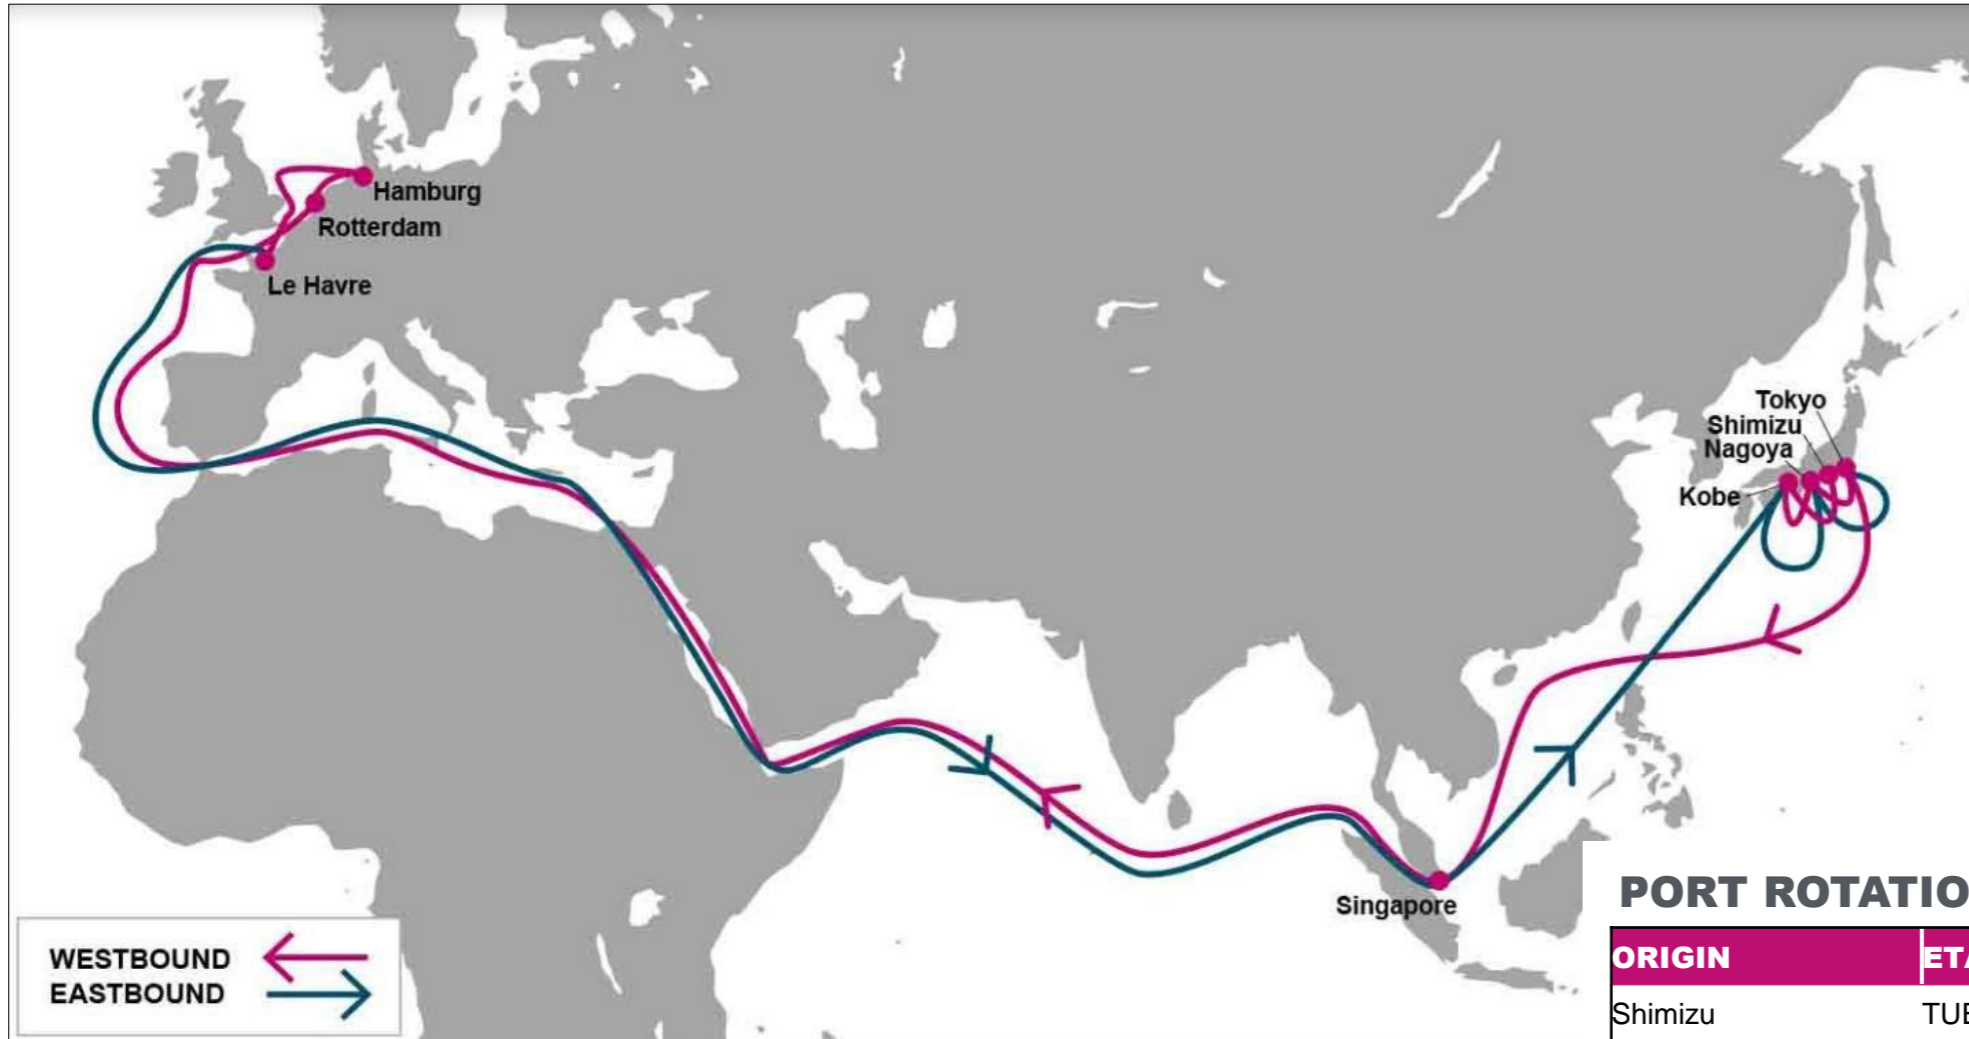 Hamburg
Rotterdam
Le Havre
Tokyo
Shimizu
Nagoya
Kobe
Singapore
WESTBOUND
EASTBOUND
PORT ROTATIO
ORIGIN ETA
Shimizu TUE